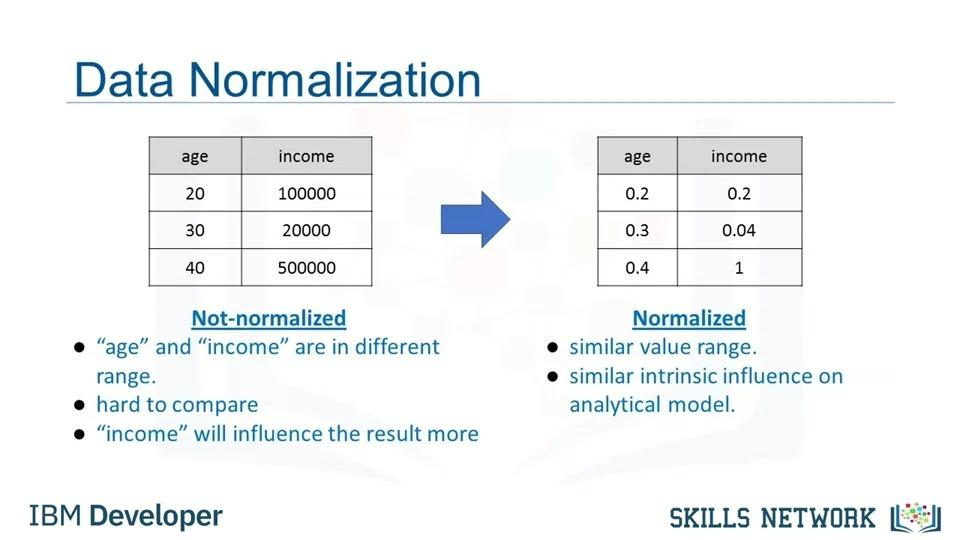 Data Normalization
age income
20 100000
30 20000
40 500000
age income
0.2 0.2
0.3 0.04
0.4 1
Not-normalized
● “age” and “income” are in different
range.
● hard to compare
● “income” will influence the result more
Normalized
● similar value range.
● similar intrinsic influence on
analytical model.
IBM Developer
SKILLS NETWORK